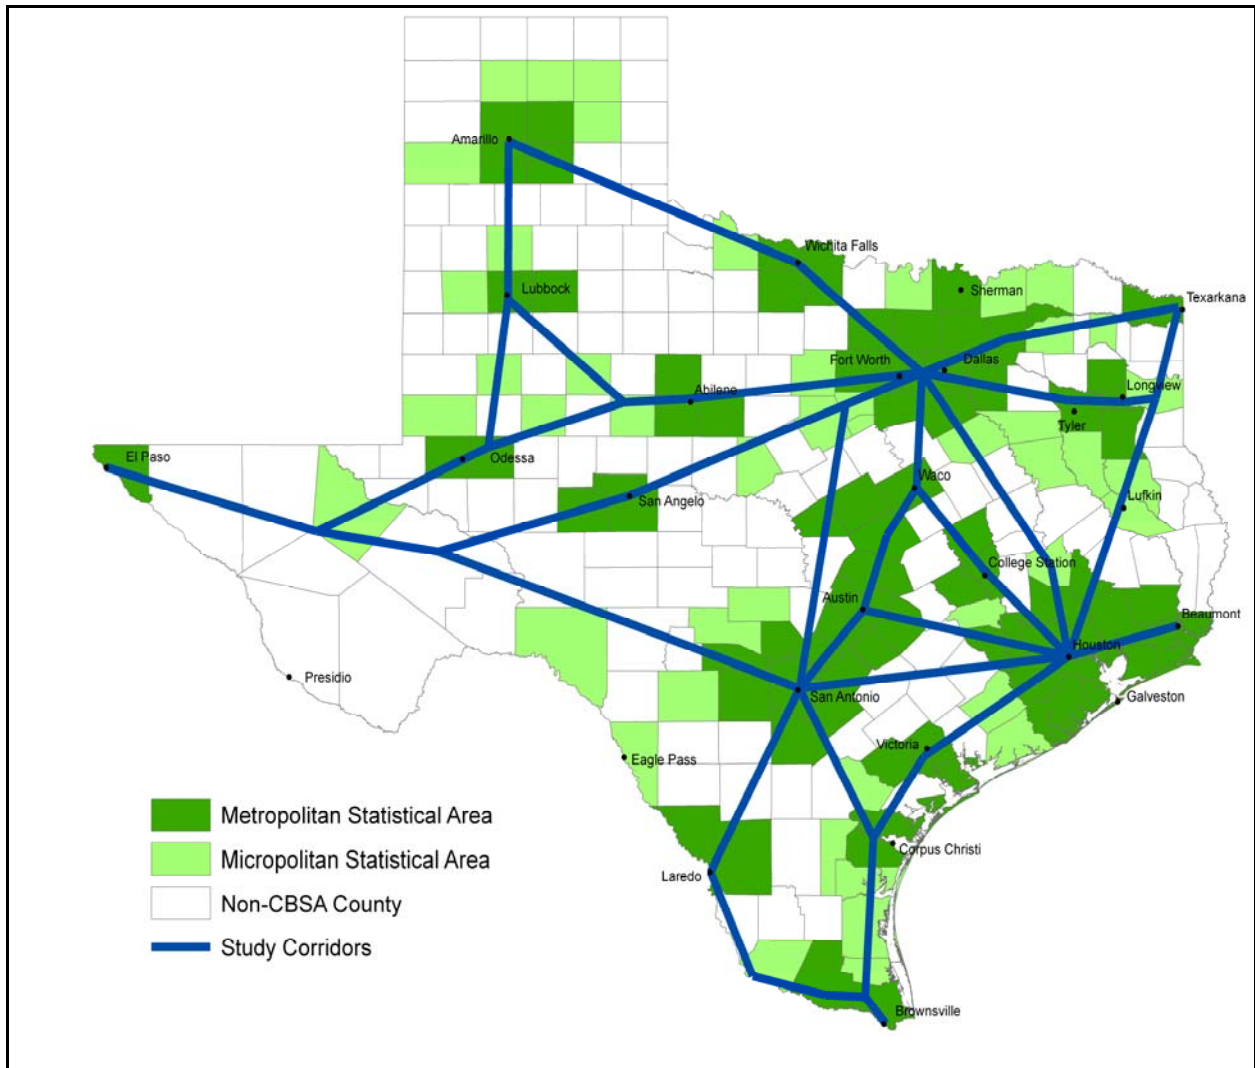 Amarillo
Wichita Falls
Lubbock
Sherman
Texarkana
Fort Worth
Dallas
Abilene
Longview
Tyler
El Paso
Odessa
Waco
San Angelo
Lufkin
College Station
Austin
Beaumont
Houston
Presidio
San Antonio
Galveston
Victoria
Eagle Pass
Metropolitan Statistical Area
Micropolitan Statistical Area
Corpus Christi
Laredo
Non-CBSA County
Study Corridors
Brownsville